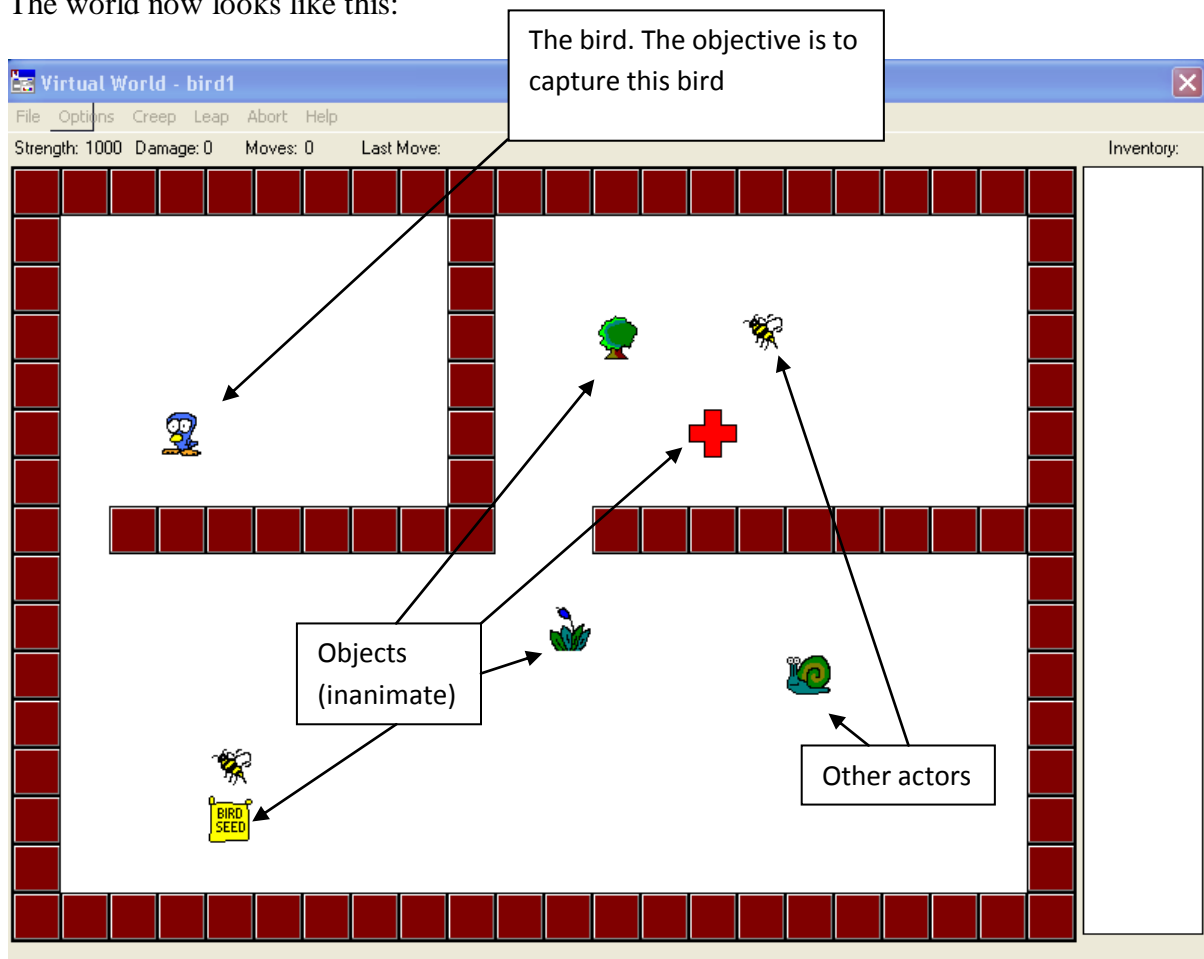 The world now looks like this:
The bird. The objective is to
capture this bird
Virtual World - bird1
File Options Creep Leap Abort Help
Strength: 1000 Damage: 0 Moves: 0 Last Move: Inventory:
Objects
(inanimate)
Other actors
BIRD
SEED